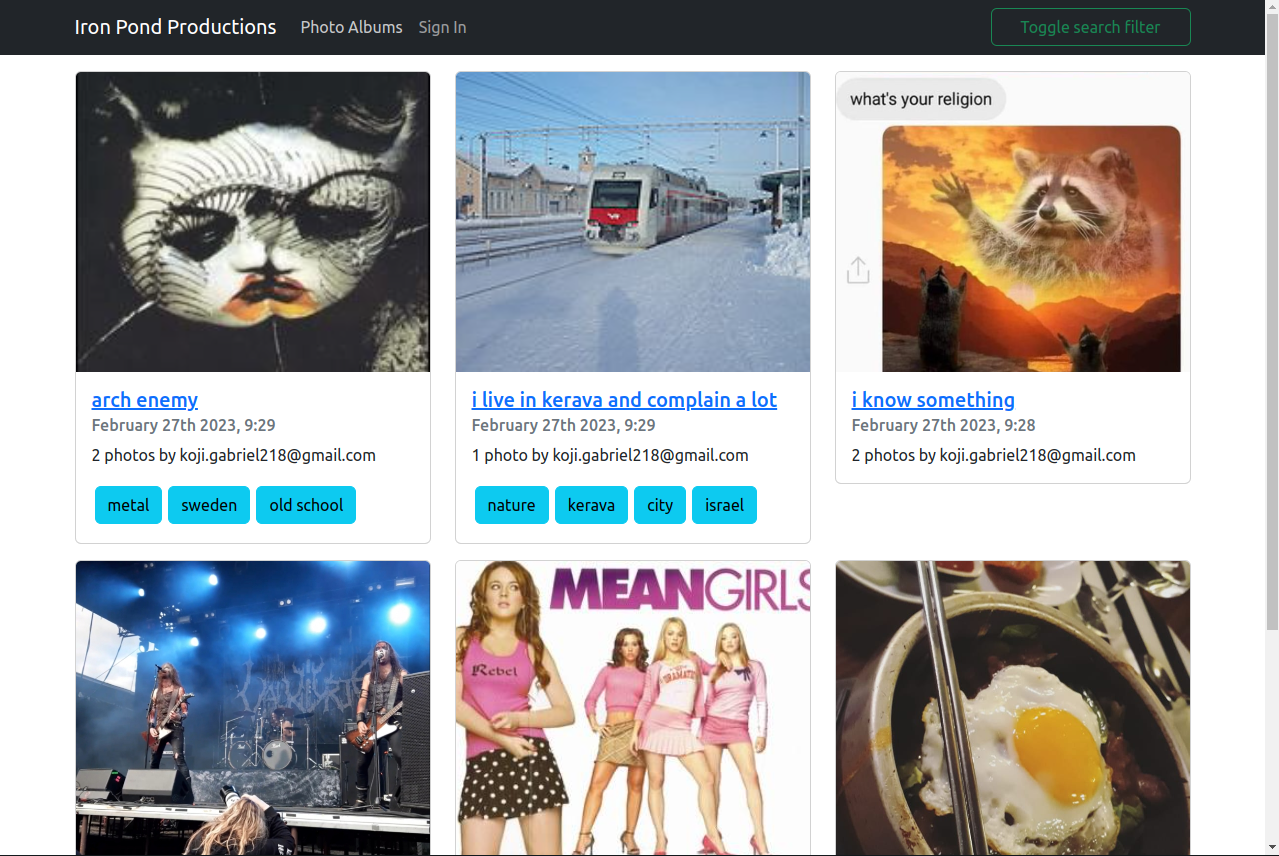 Iron Pond Productions Photo Albums Sign In Toggle search filter
what's your religion
VR
arch enemy
February 27th 2023, 9:29
2 photos by koji.gabriel218@gmail.com
metal sweden old school
i live in kerava and complain a lot
February 27th 2023, 9:29
1 photo by koji.gabriel218@gmail.com
nature kerava city israel
i know something
February 27th 2023, 9:28
2 photos by koji.gabriel218@gmail.com
MEAN GIRLS
Rebel
DRAMATIC